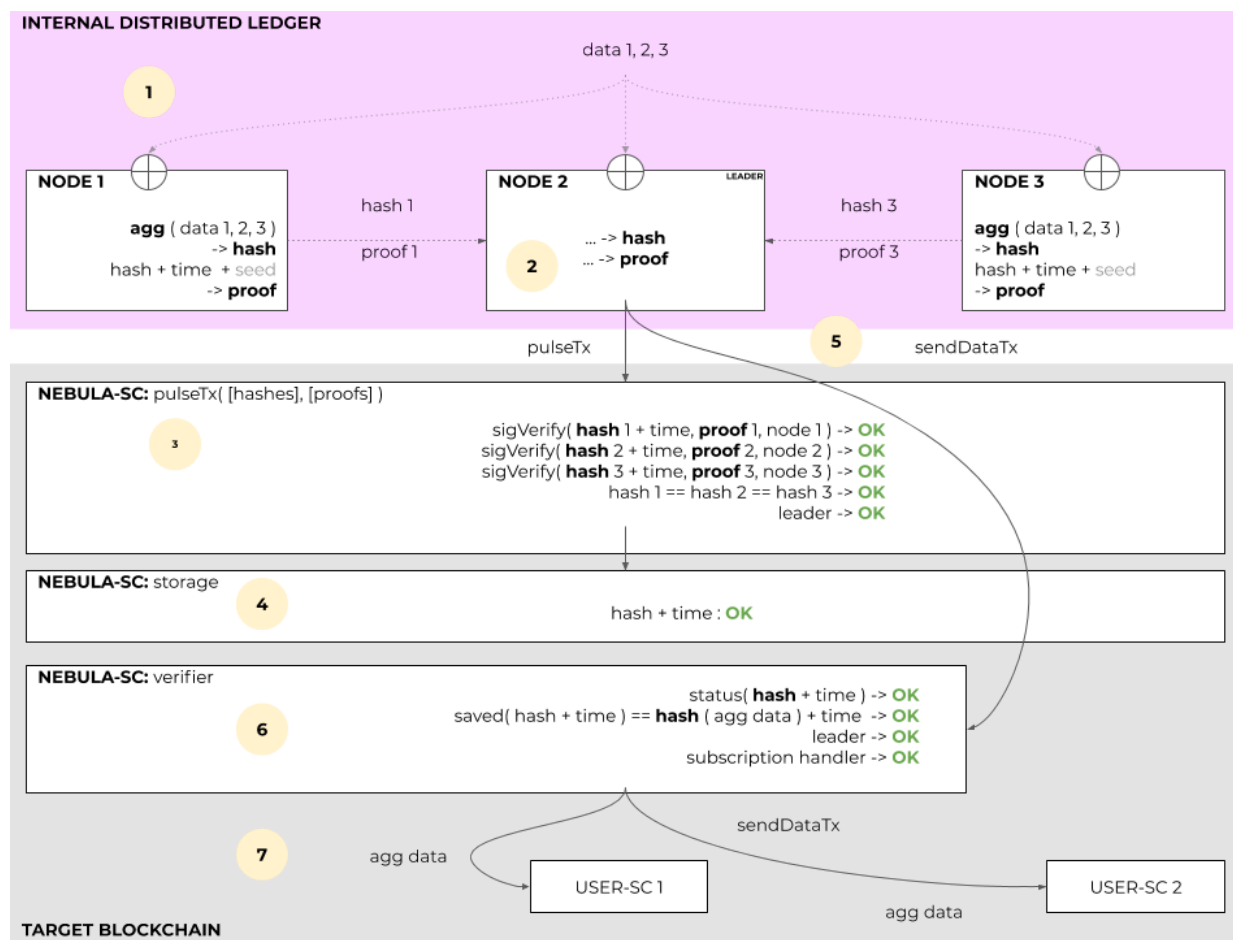 INTERNAL DISTRIBUTED LEDGER
data 1, 2, 3
1
NODE 1
NODE 2
LEADER
NODE 3
agg ( data 1, 2, 3 )
-> hash
hash + time + seed
-> proof
hash 1
proof 1
2
... -> hash
... -> proof
hash 3
proof 3
agg ( data 1, 2, 3 )
-> hash
hash + time + seed
-> proof
pulseTx
5
sendDataTx
NEBULA-SC: pulseTx( [hashes], [proofs] )
3
sigVerify( hash 1 + time, proof 1, node 1 ) -> OK
sigVerify( hash 2 + time, proof 2, node 2 ) -> OK
sigVerify( hash 3 + time, proof 3, node 3 ) -> OK
hash 1 == hash 2 == hash 3 -> OK
leader -> OK
NEBULA-SC: storage
4
hash + time : OK
NEBULA-SC: verifier
6
status( hash + time ) -> OK
saved( hash + time ) == hash ( agg data ) + time -> OK
leader -> OK
subscription handler -> OK
7
sendDataTx
agg data
USER-SC 1
USER-SC 2
agg data
TARGET BLOCKCHAIN